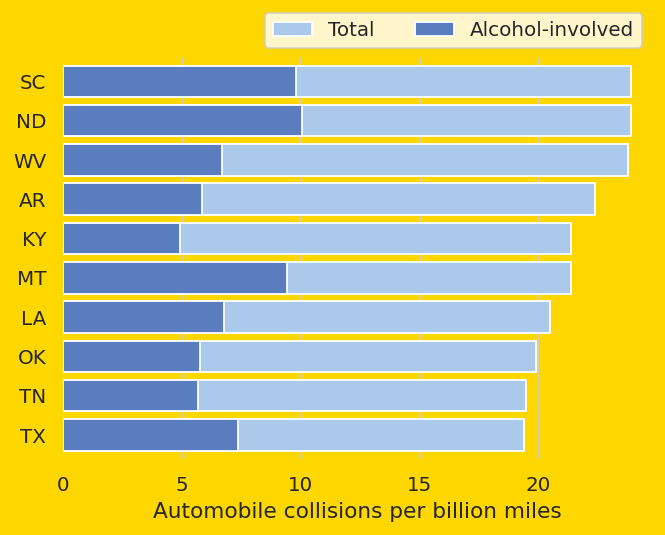 Total Alcohol-involved
SC
ND
WV
AR
KY
MT
LA
OK
TN
TX
0 5 10 15 20
Automobile collisions per billion miles